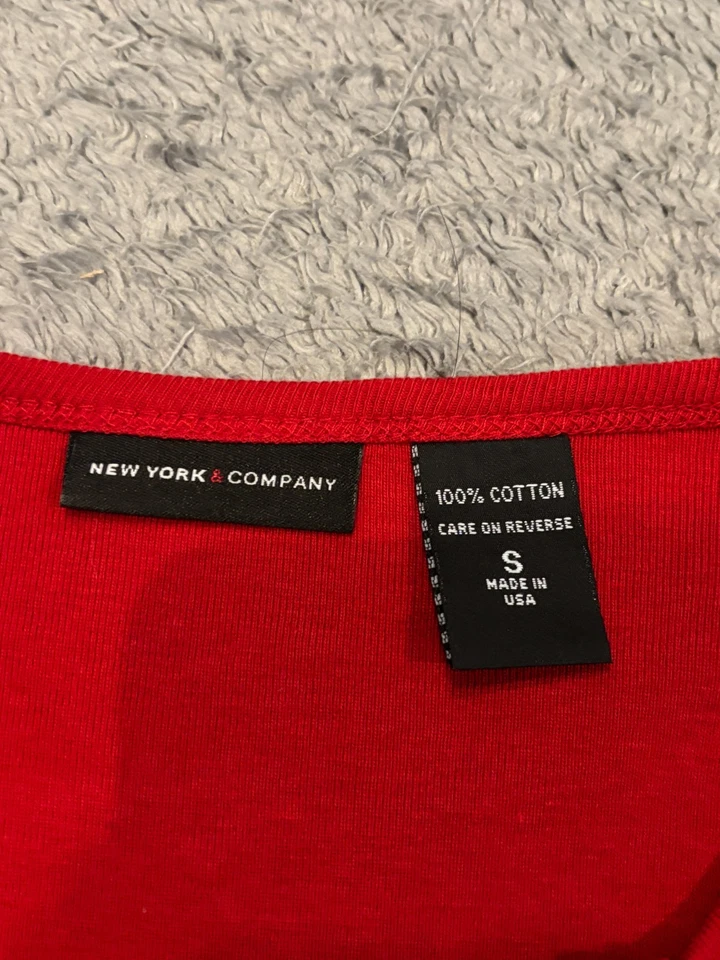 NEW YORK & COMPANY
100% COTTON
CARE ON REVERSE
S
MADE IN
USA